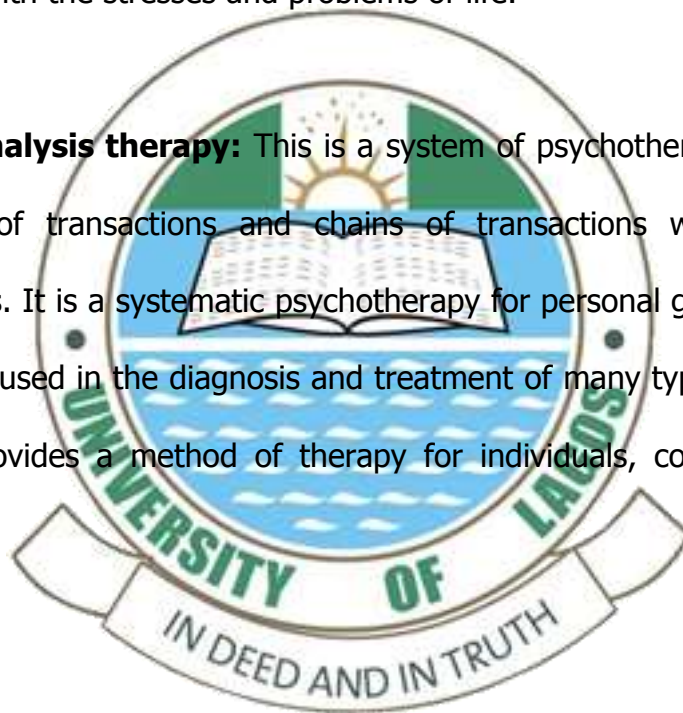 with the stresses and problems of life.
nalysis therapy: This is a system of psychother
of transactions and chains of transactions w
s. It is a systematic psychotherapy for personal g
used in the diagnosis and treatment of many typ
ovides a method of therapy for individuals, co
UNIVERSITY OF LAGOS
IN DEED AND IN TRUTH